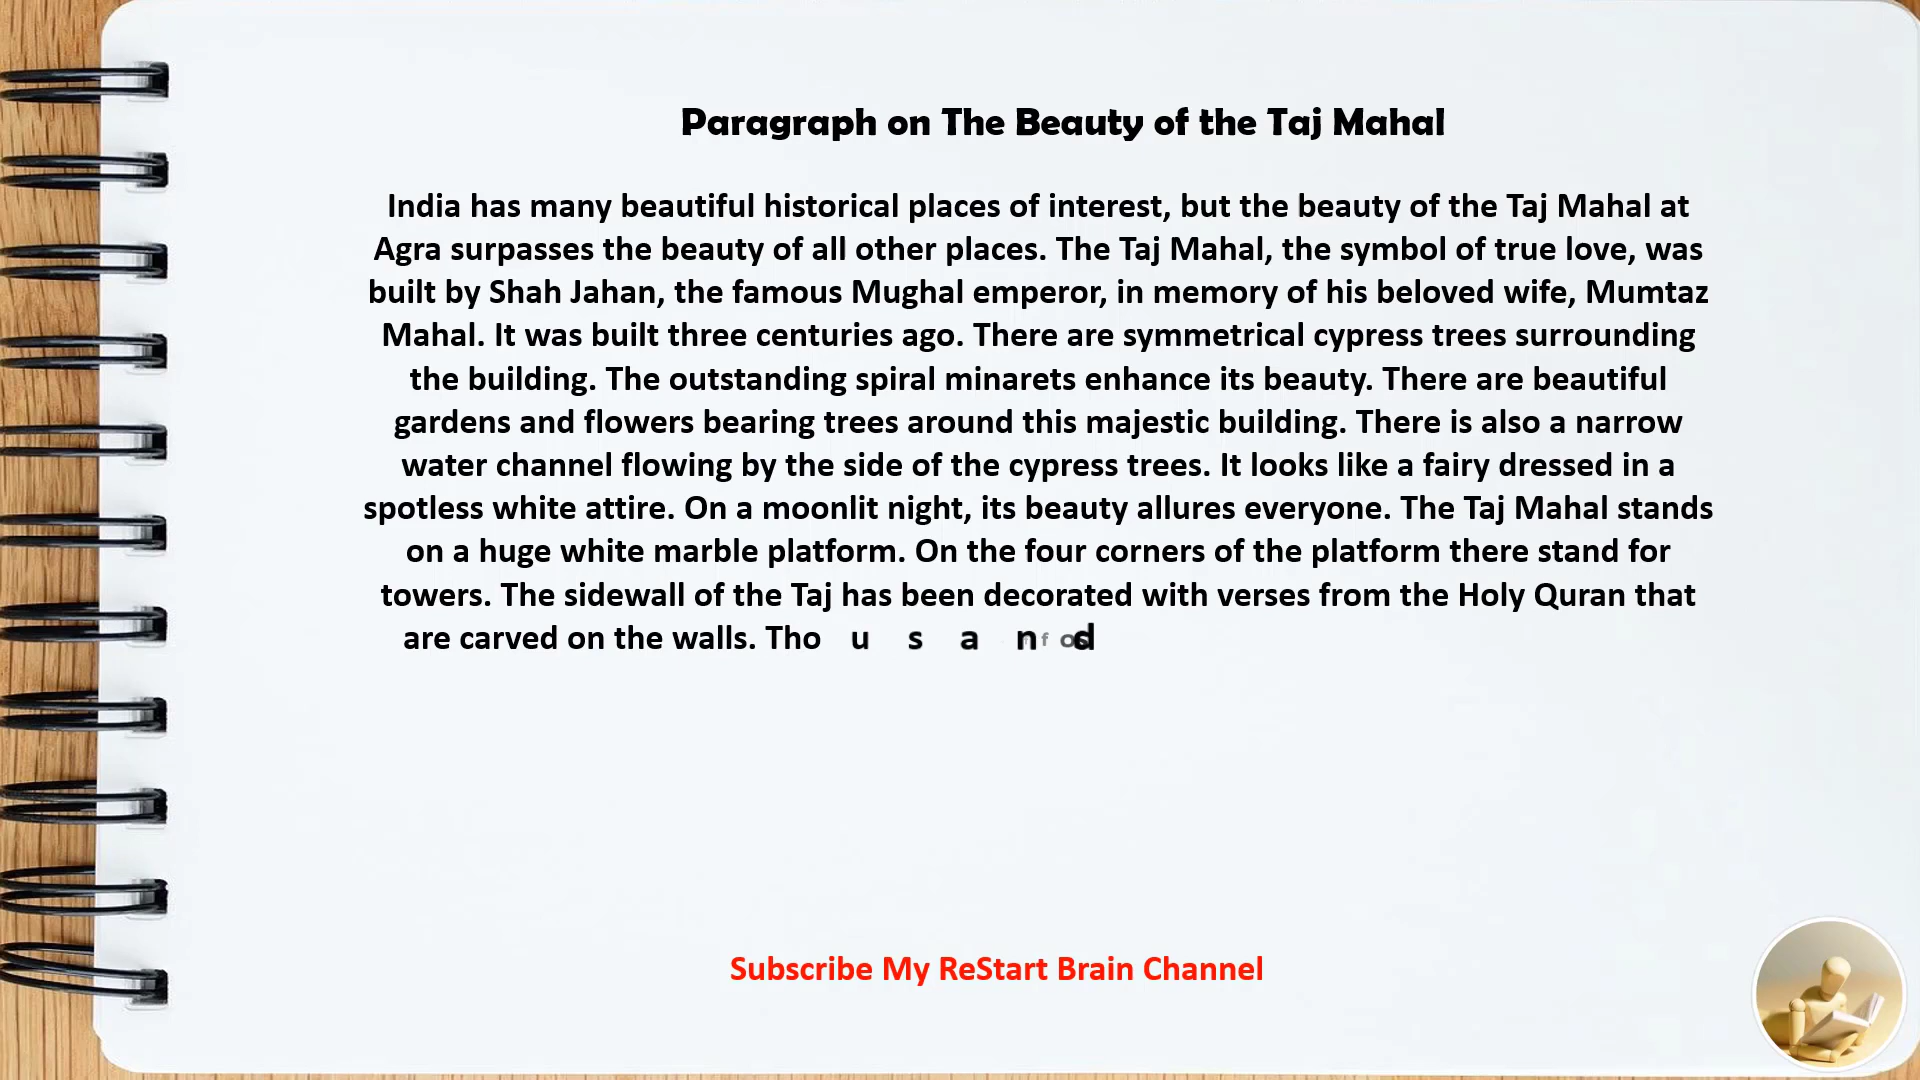 Paragraph on The Beauty of the Taj Mahal
India has many beautiful historical places of interest, but the beauty of the Taj Mahal at
Agra surpasses the beauty of all other places. The Taj Mahal, the symbol of true love, was
built by Shah Jahan, the famous Mughal emperor, in memory of his beloved wife, Mumtaz
Mahal. It was built three centuries ago. There are symmetrical cypress trees surrounding
the building. The outstanding spiral minarets enhance its beauty. There are beautiful
gardens and flowers bearing trees around this majestic building. There is also a narrow
water channel flowing by the side of the cypress trees. It looks like a fairy dressed in a
spotless white attire. On a moonlit night, its beauty allures everyone. The Taj Mahal stands
on a huge white marble platform. On the four corners of the platform there stand for
towers. The sidewall of the Taj has been decorated with verses from the Holy Quran that
are carved on the walls. Thousand
Subscribe My ReStart Brain Channel